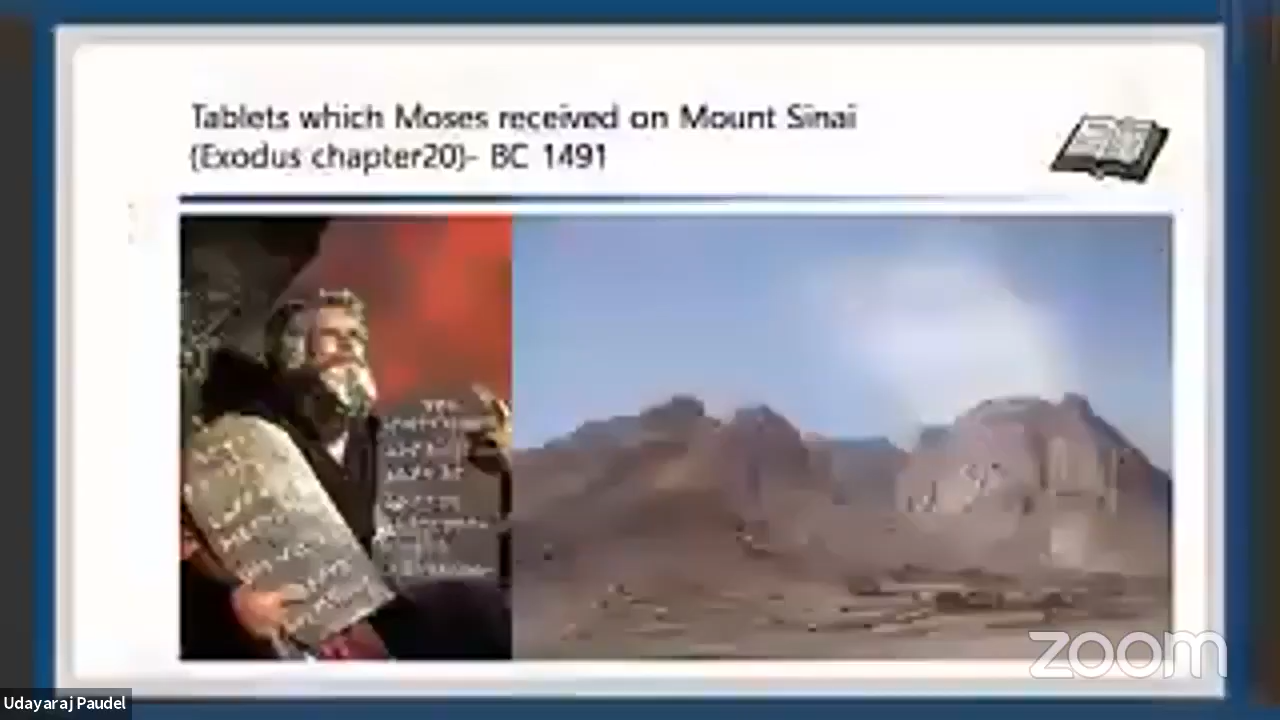 Tablets which Moses received on Mount Sinai
(Exodus chapter20)- BC 1491
zoom
Udayaraj Paudel